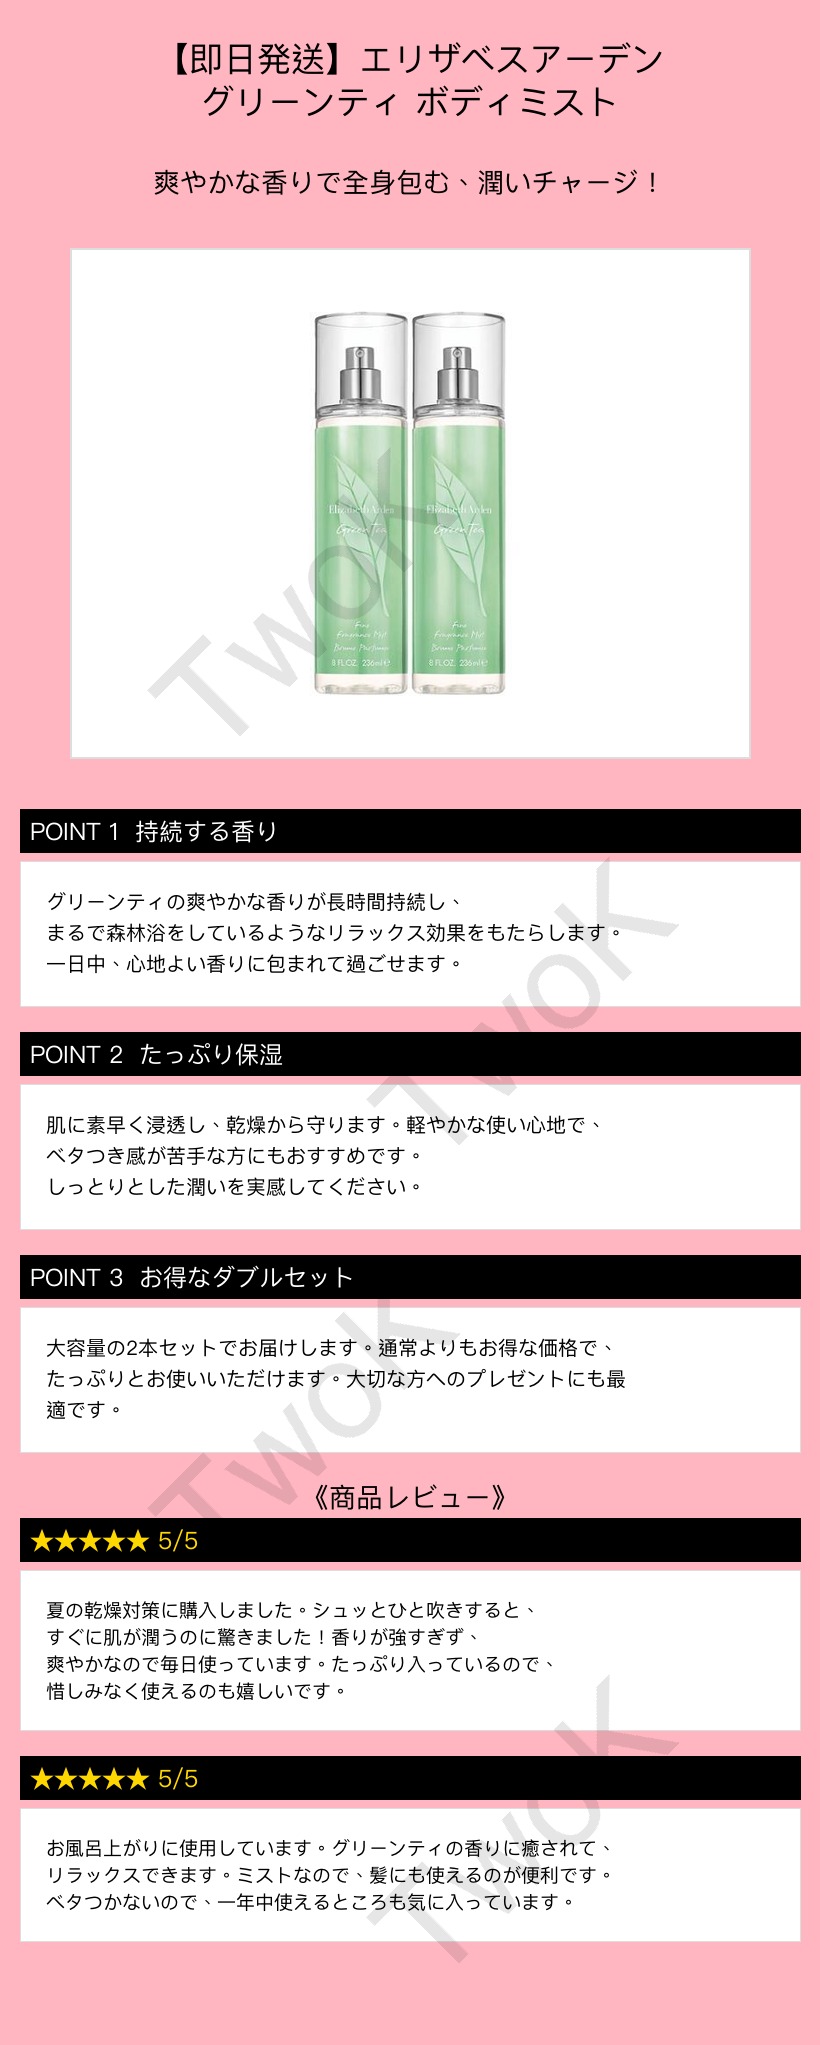 【即日発送】エリザベスアーデン
グリーンティ ボディミスト
爽やかな香りで全身包む、潤いチャージ！
Elizabeth Arden
Green Tea
Fine
Fragrance Mist
Brume Parfumée
8 FL.OZ. 236ml ℮
Elizabeth Arden
Green Tea
Fine
Fragrance Mist
Brume Parfumée
8 FL.OZ. 236ml ℮
TwoK
POINT 1 持続する香り
グリーンティの爽やかな香りが長時間持続し、
まるで森林浴をしているようなリラックス効果をもたらします。
一日中、心地よい香りに包まれて過ごせます。
TwoK
POINT 2 たっぷり保湿
肌に素早く浸透し、乾燥から守ります。軽やかな使い心地で、
ベタつき感が苦手な方にもおすすめです。
しっとりとした潤いを実感してください。
POINT 3 お得なダブルセット
大容量の2本セットでお届けします。通常よりもお得な価格で、
たっぷりとお使いいただけます。大切な方へのプレゼントにも最
適です。
TwoK
《商品レビュー》
★★★★★ 5/5
夏の乾燥対策に購入しました。シュッとひと吹きすると、
すぐに肌が潤うのに驚きました！香りが強すぎず、
爽やかなので毎日使っています。たっぷり入っているので、
惜しみなく使えるのも嬉しいです。
★★★★★ 5/5
お風呂上がりに使用しています。グリーンティの香りに癒されて、
リラックスできます。ミストなので、髪にも使えるのが便利です。
ベタつかないので、一年中使えるところも気に入っています。
TwoK